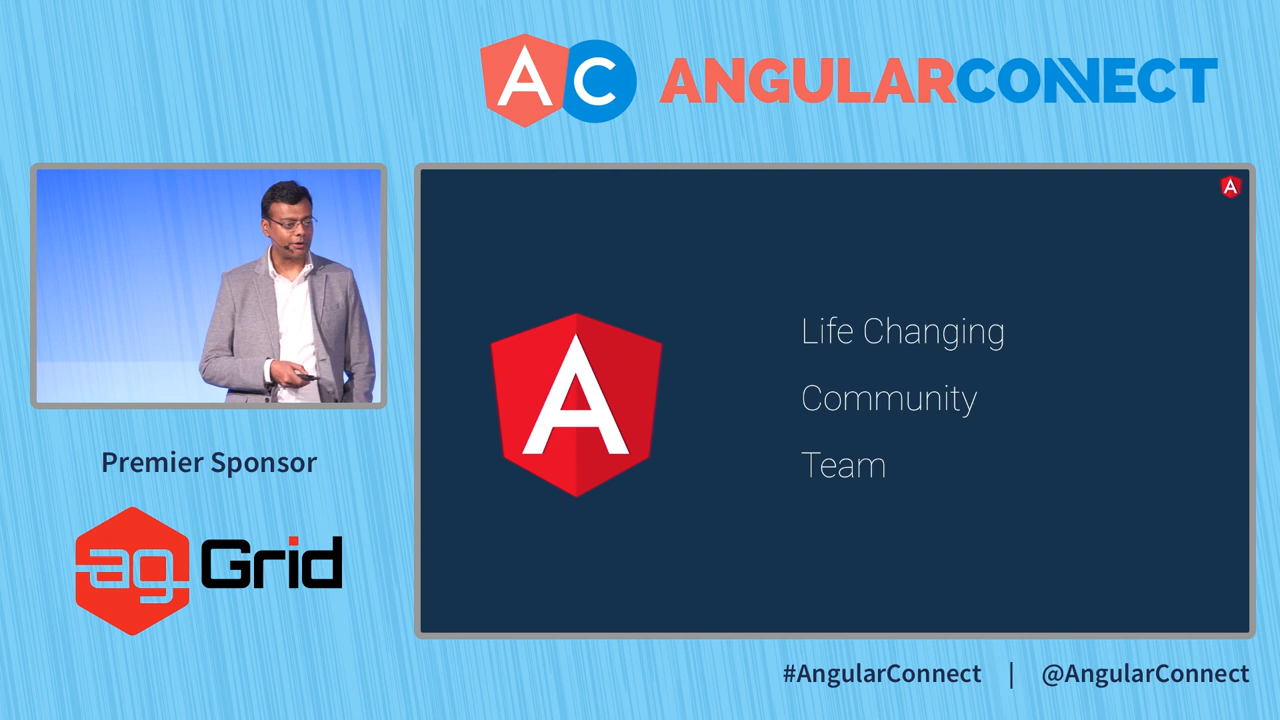 AC ANGULARCONNECT
A
A
Life Changing
Community
Team
Premier Sponsor
ag Grid
#AngularConnect | @AngularConnect